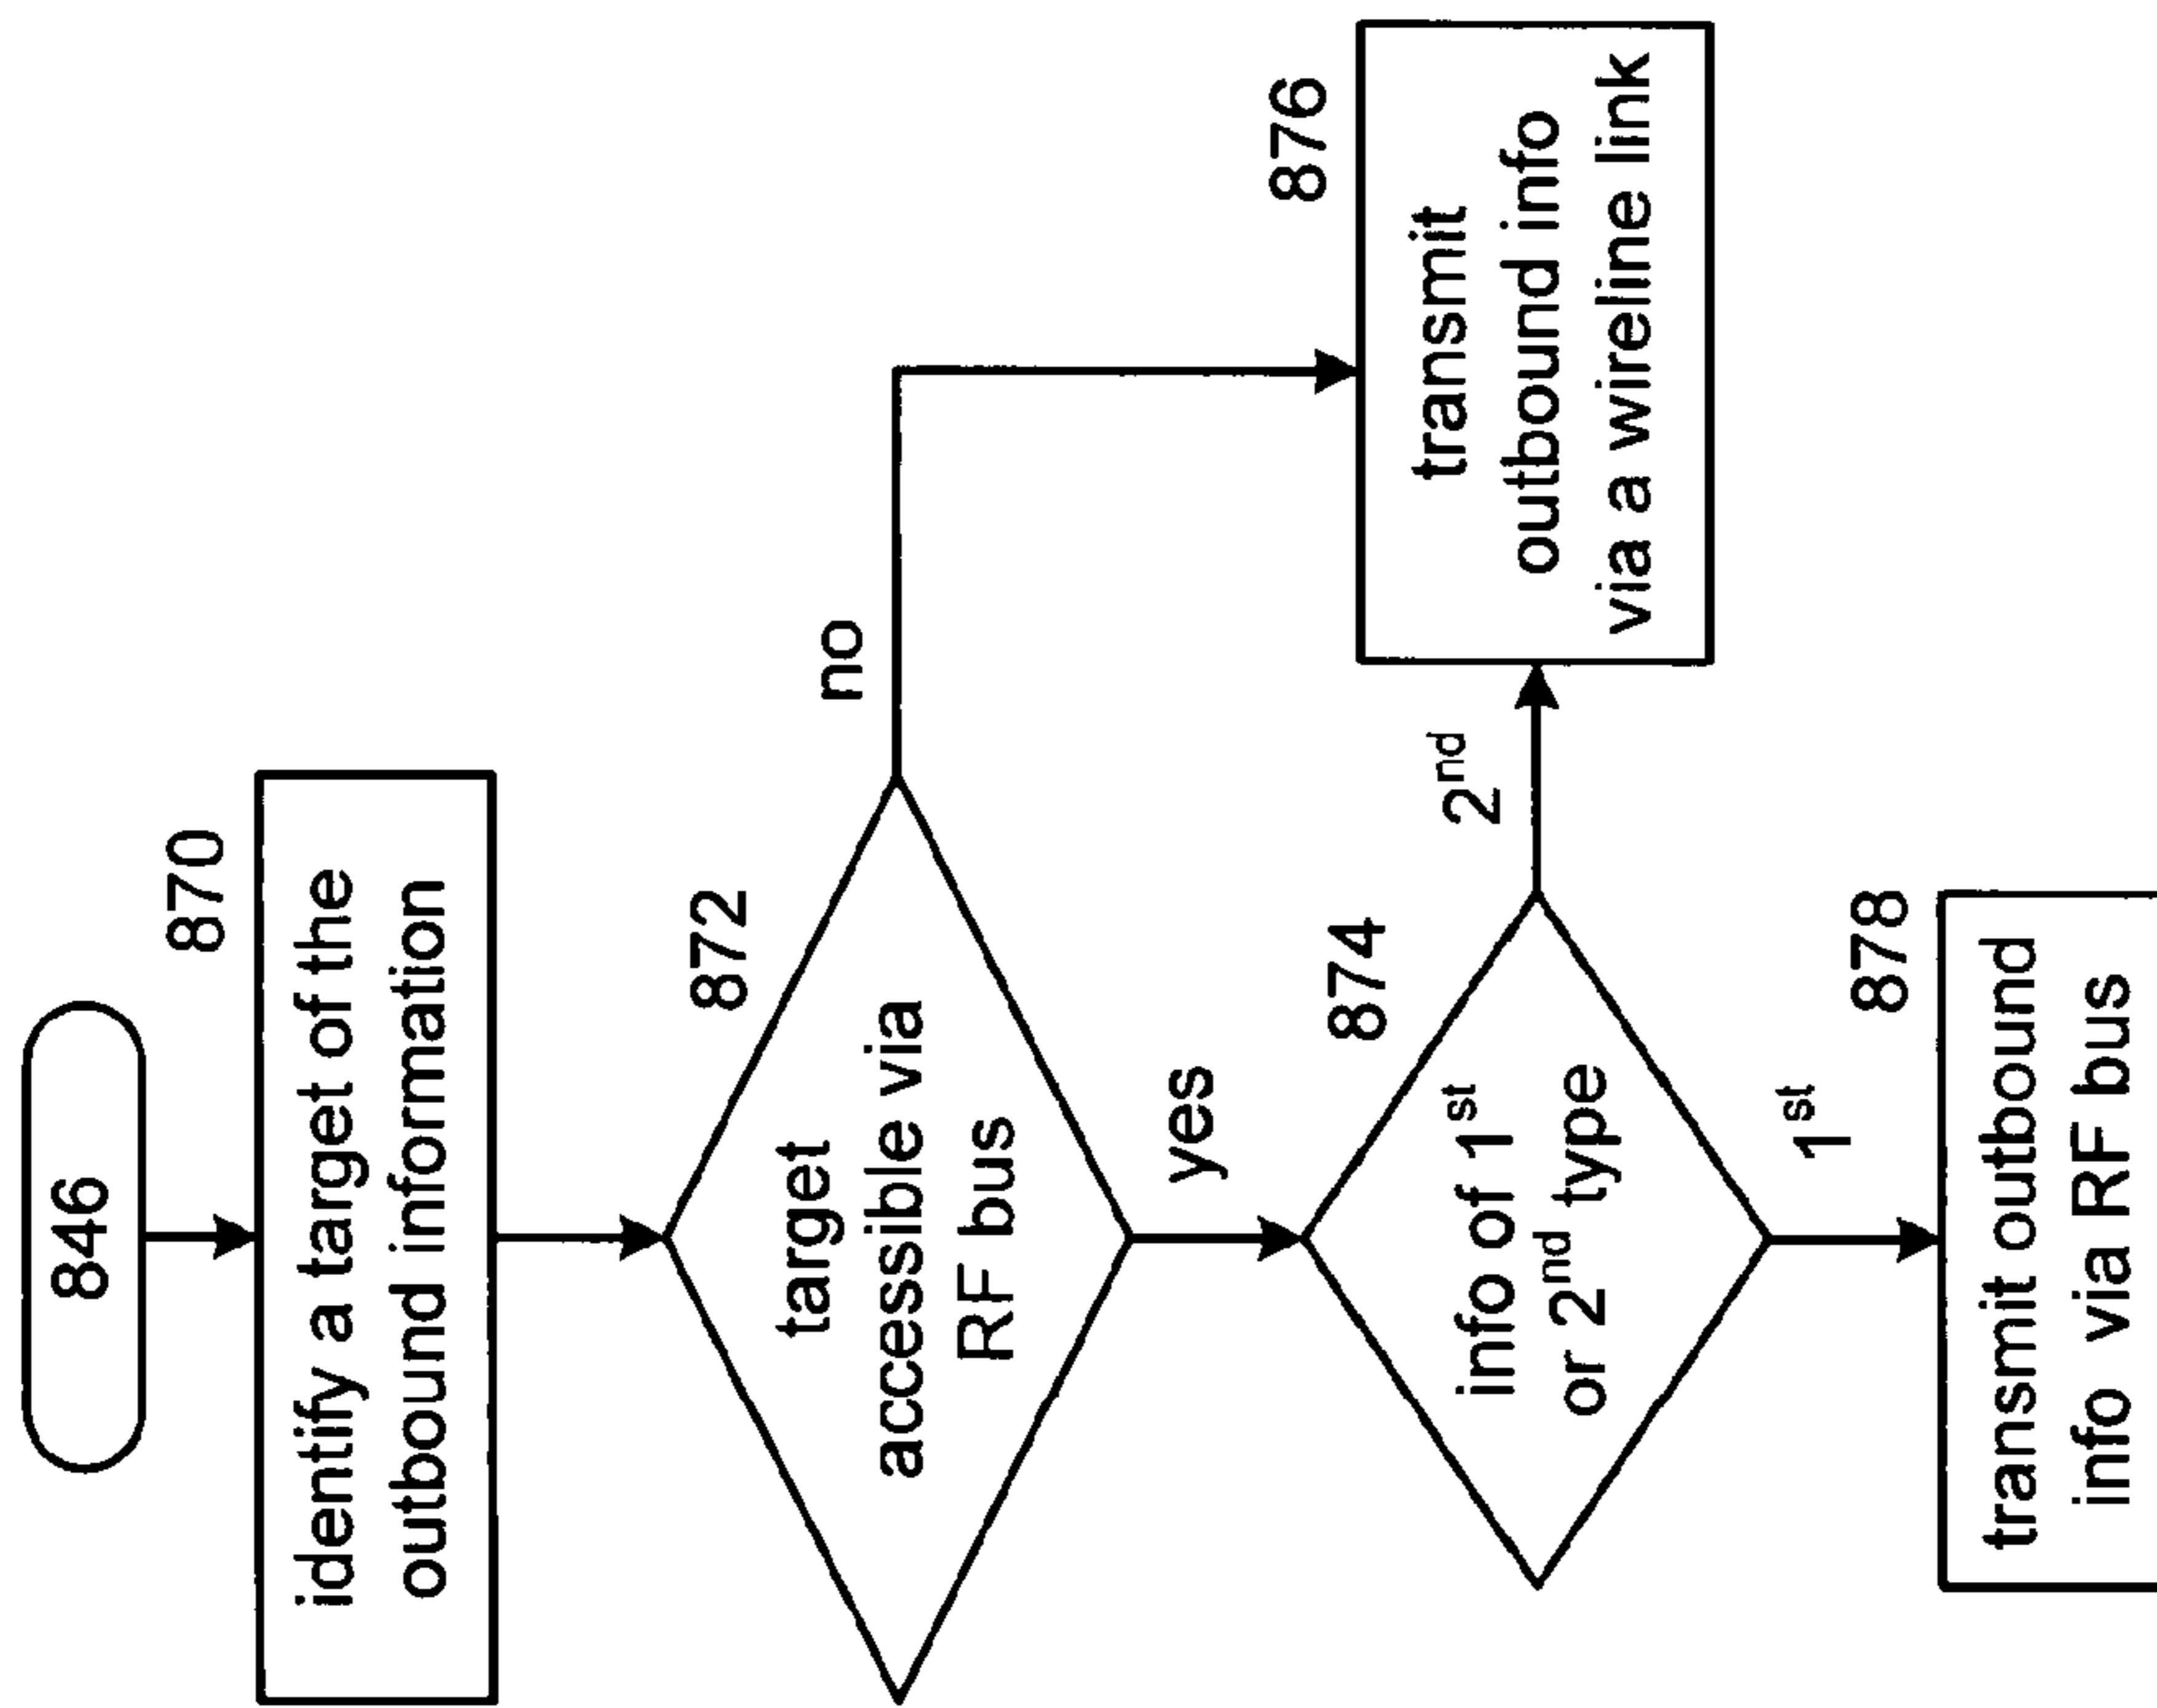 846
870
identify a target of the
outbound information
872
target
accessible via
RF bus
no
yes
874
info of 1st
or 2nd type
2nd
876
transmit
outbound info
via a wireline link
1st
878
transmit outbound
info via RF bus